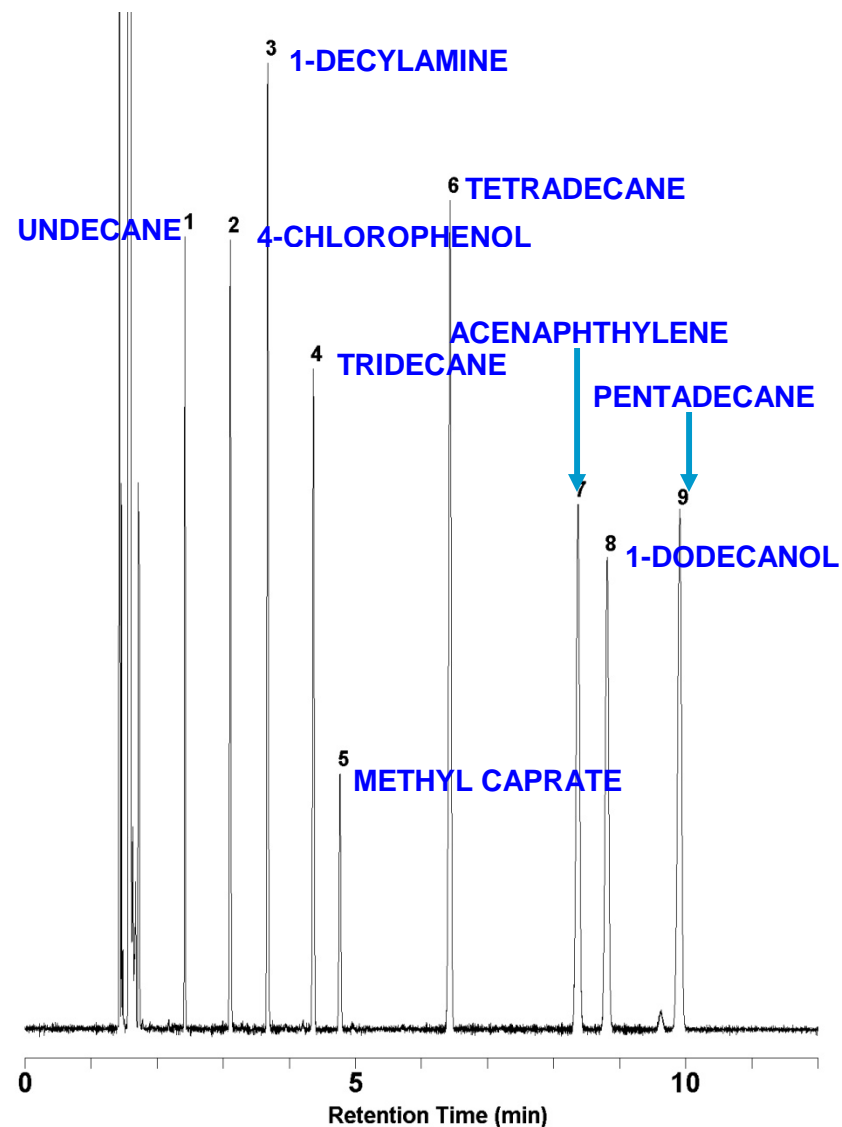 3 1-DECYLAMINE
6 TETRADECANE
UNDECANE 1
2 4-CHLOROPHENOL
ACENAPHTHYLENE
4 TRIDECANE
PENTADECANE
7
9
8 1-DODECANOL
5 METHYL CAPRATE
0 5 10
Retention Time (min)